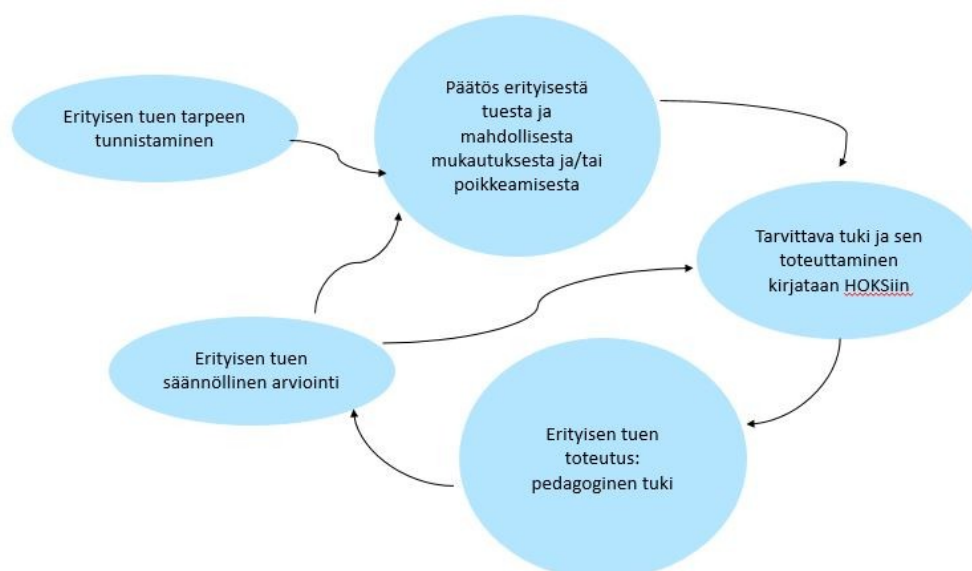 Erityisen tuen tarpeen
tunnistaminen
Päätös erityisestä
tuesta ja
mahdollisesta
mukautuksesta ja/tai
poikkeamisesta
Tarvittava tuki ja sen
toteuttaminen
kirjataan HOKSiin
Erityisen tuen
toteutus:
pedagoginen tuki
Erityisen tuen
säännöllinen arviointi